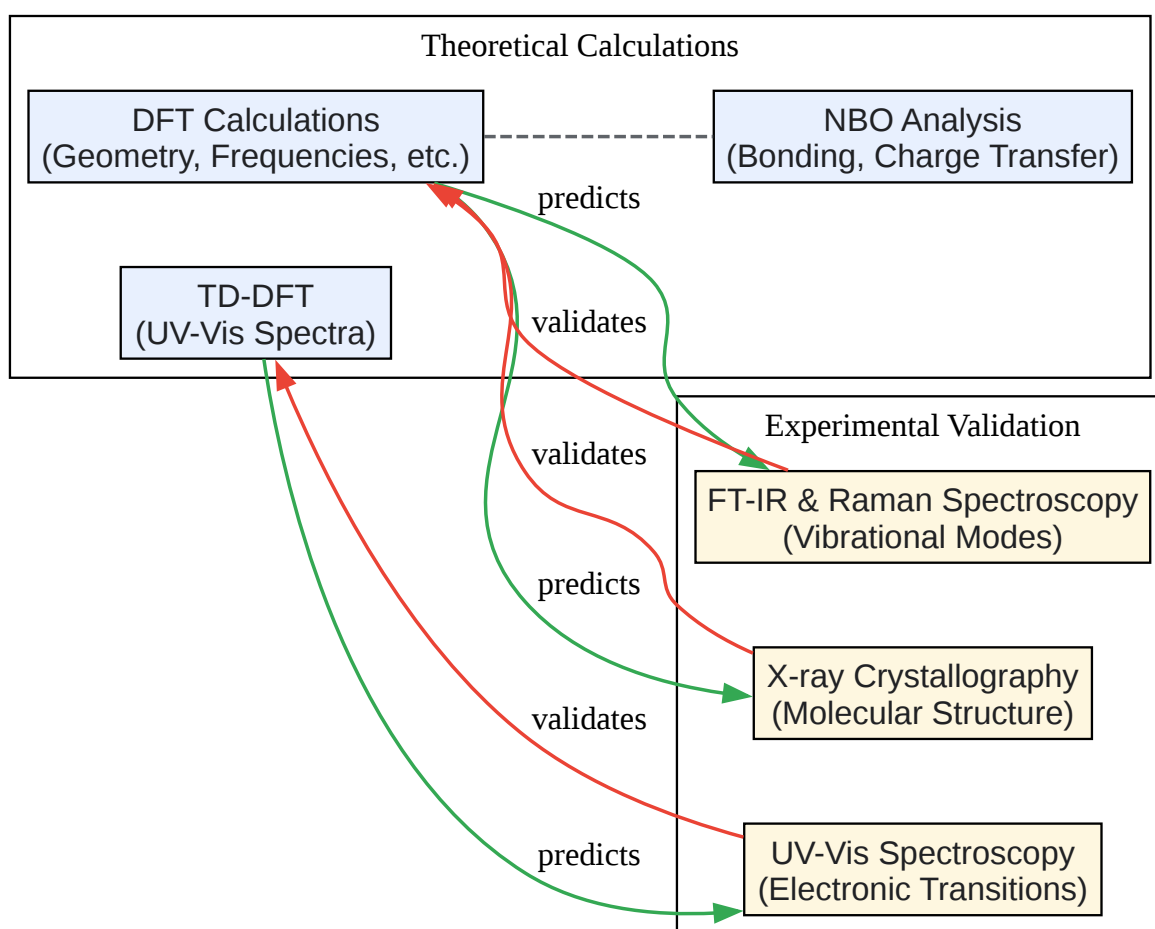 Theoretical Calculations
DFT Calculations
(Geometry, Frequencies, etc.)
NBO Analysis
(Bonding, Charge Transfer)
predicts
TD-DFT
(UV-Vis Spectra)
validates
Experimental Validation
validates
FT-IR & Raman Spectroscopy
(Vibrational Modes)
predicts
X-ray Crystallography
(Molecular Structure)
validates
predicts
UV-Vis Spectroscopy
(Electronic Transitions)